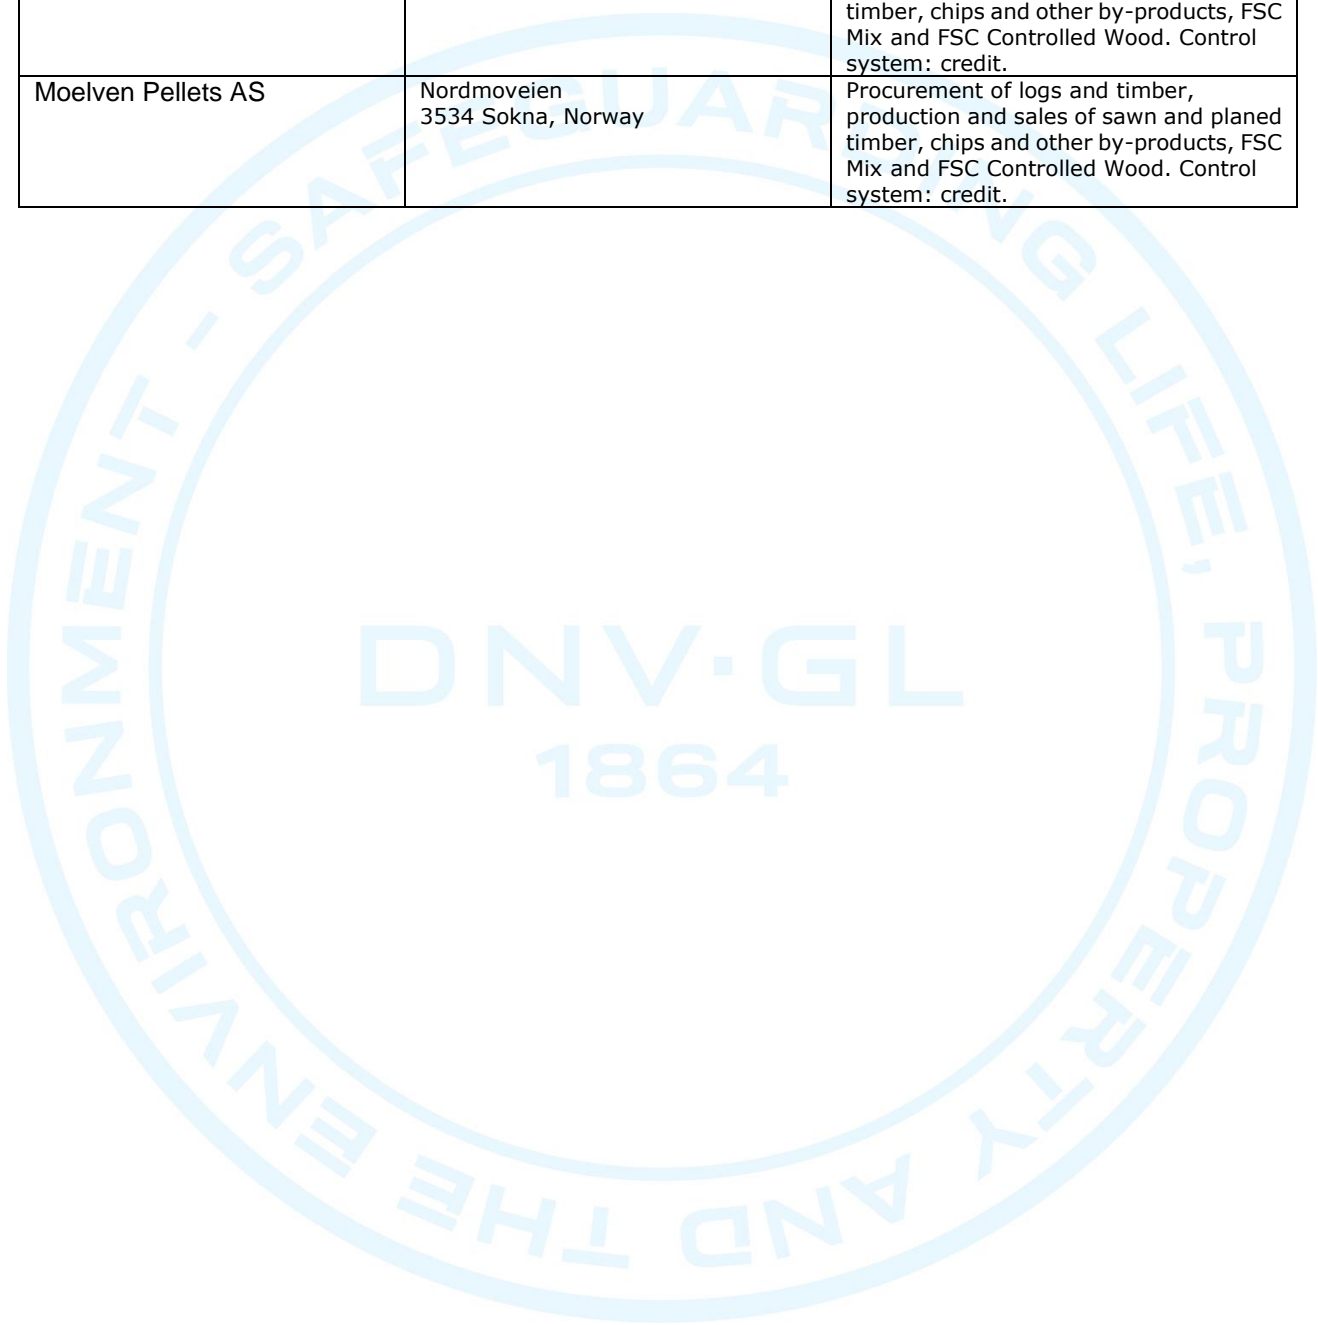 timber, chips and other by-products, FSC
Mix and FSC Controlled Wood. Control
system: credit.
Moelven Pellets AS
Nordmoveien
3534 Sokna, Norway
Procurement of logs and timber,
production and sales of sawn and planed
timber, chips and other by-products, FSC
Mix and FSC Controlled Wood. Control
system: credit.
SAFEGUARDING LIFE, PROPERTY AND THE ENVIRONMENT -
DNV·GL
1864